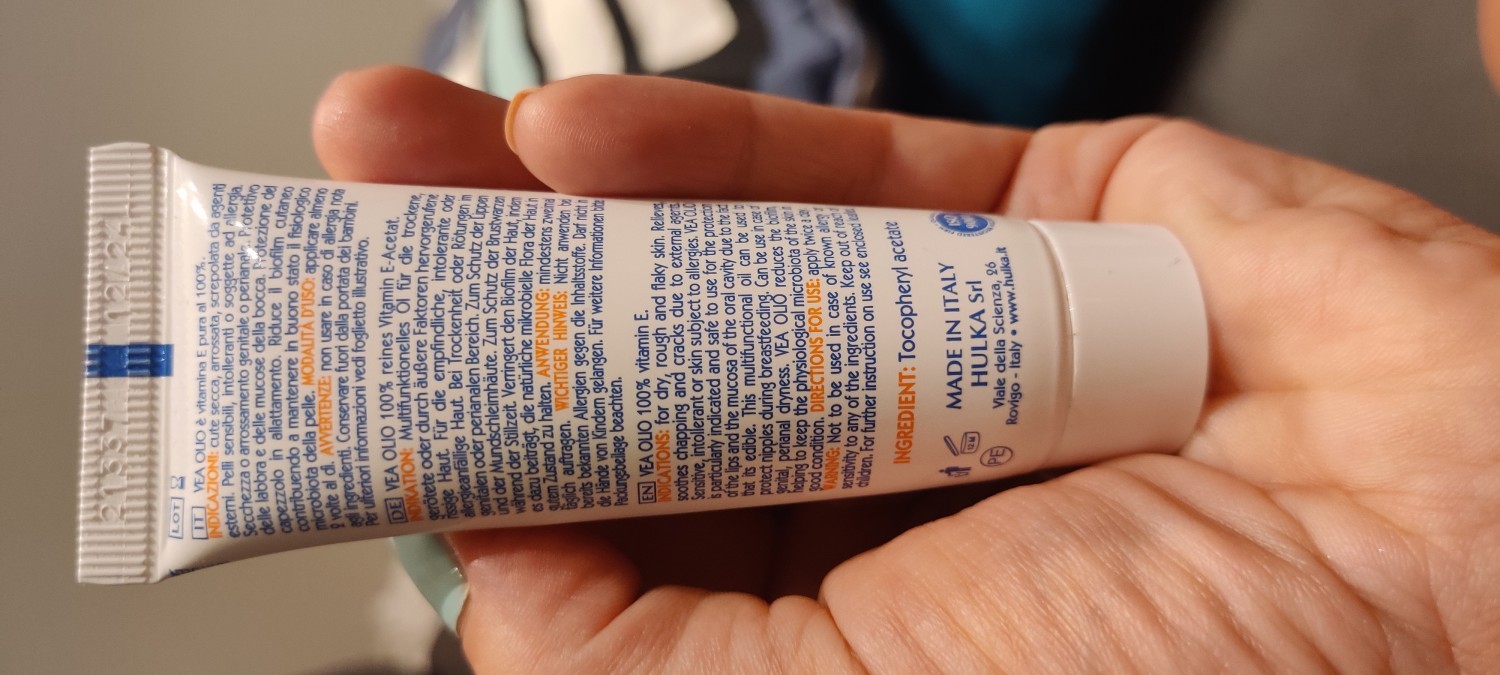 21337 12/24
LOT
IT VEA OLIO è vitamina E pura al 100%.
INDICAZIONI: cute secca, arrossata, screpolata da agenti
esterni. Pelli sensibili, intolleranti o soggette ad allergia.
Secchezza o arrossamento genitale o perianale. Protettivo
delle labbra e delle mucose della bocca. Protezione del
capezzolo in allattamento. Riduce il biofilm cutaneo
contribuendo a mantenere in buono stato il fisiologico
microbiota della pelle. MODALITÀ D'USO: applicare almeno
2 volte al dì. AVVERTENZE: non usare in caso di allergia nota
agli ingredienti. Conservare fuori dalla portata dei bambini.
Per ulteriori informazioni vedi foglietto illustrativo.
DE VEA OLIO 100% reines Vitamin E-Acetat.
INDIKATION: Multifunktionelles Öl für die trockene,
gerötete oder durch äußere Faktoren hervorgerufene
rissige Haut. Für die empfindliche, intolerante oder
allergieanfällige Haut. Bei Trockenheit oder Rötungen im
genitalen oder perianalen Bereich. Zum Schutz der Lippen
und der Mundschleimhäute. Zum Schutz der Brustwarzen
während der Stillzeit. Verringert den Biofilm der Haut, indem
es dazu beiträgt, die natürliche mikrobielle Flora der Haut in
gutem Zustand zu halten. ANWENDUNG: mindestens zweimal
täglich auftragen. WICHTIGER HINWEIS: Nicht anwenden bei
bereits bekannten Allergien gegen die Inhaltsstoffe. Darf nicht in
die Hände von Kindern gelangen. Für weitere Informationen bitte
Packungsbeilage beachten.
EN VEA OLIO 100% vitamin E.
INDICATIONS: for dry, rough and flaky skin. Relieves,
soothes chapping and cracks due to external agents.
Sensitive, intollerant or skin subject to allergies. VEA OLIO
is particularly indicated and safe to use for the protection
of the lips and the mucosa of the oral cavity due to the fact
that its edible. This multifunctional oil can be used to
protect nipples during breastfeeding. Can be use in case of
genital, perianal dryness. VEA OLIO reduces the biofilm,
helping to keep the physiological microbiota of the skin in
good condition. DIRECTIONS FOR USE: apply twice a day
WARNING: Not to be used in case of known allergy or
sensitivity to any of the ingredients. Keep out of reach of
children. For further Instruction on use see enclosed leaflet.
INGREDIENT: Tocopheryl acetate
12 M
PE
MADE IN ITALY
HULKA Srl
Viale della Scienza, 26
Rovigo - Italy • www.hulka.it